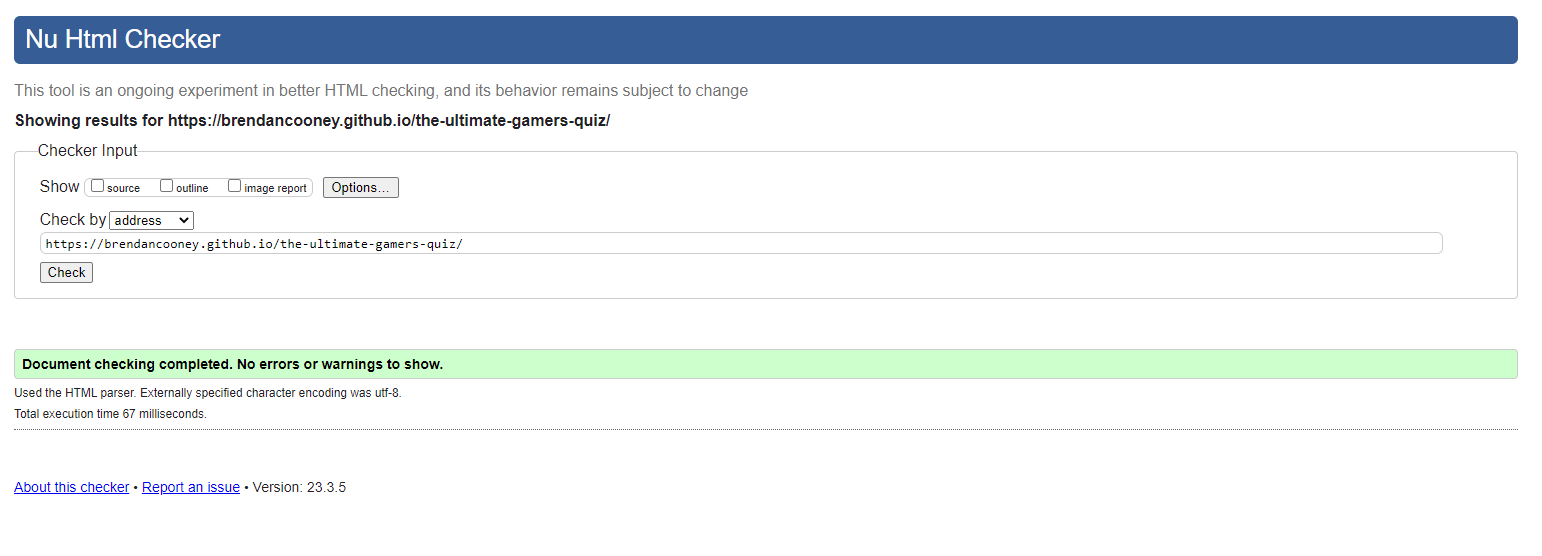 Nu Html Checker
This tool is an ongoing experiment in better HTML checking, and its behavior remains subject to change
Showing results for https://brendancooney.github.io/the-ultimate-gamers-quiz/
Checker Input
Show source outline image report Options...
Check by address
https://brendancooney.github.io/the-ultimate-gamers-quiz/
Check
Document checking completed. No errors or warnings to show.
Used the HTML parser. Externally specified character encoding was utf-8.
Total execution time 67 milliseconds.
About this checker • Report an issue • Version: 23.3.5